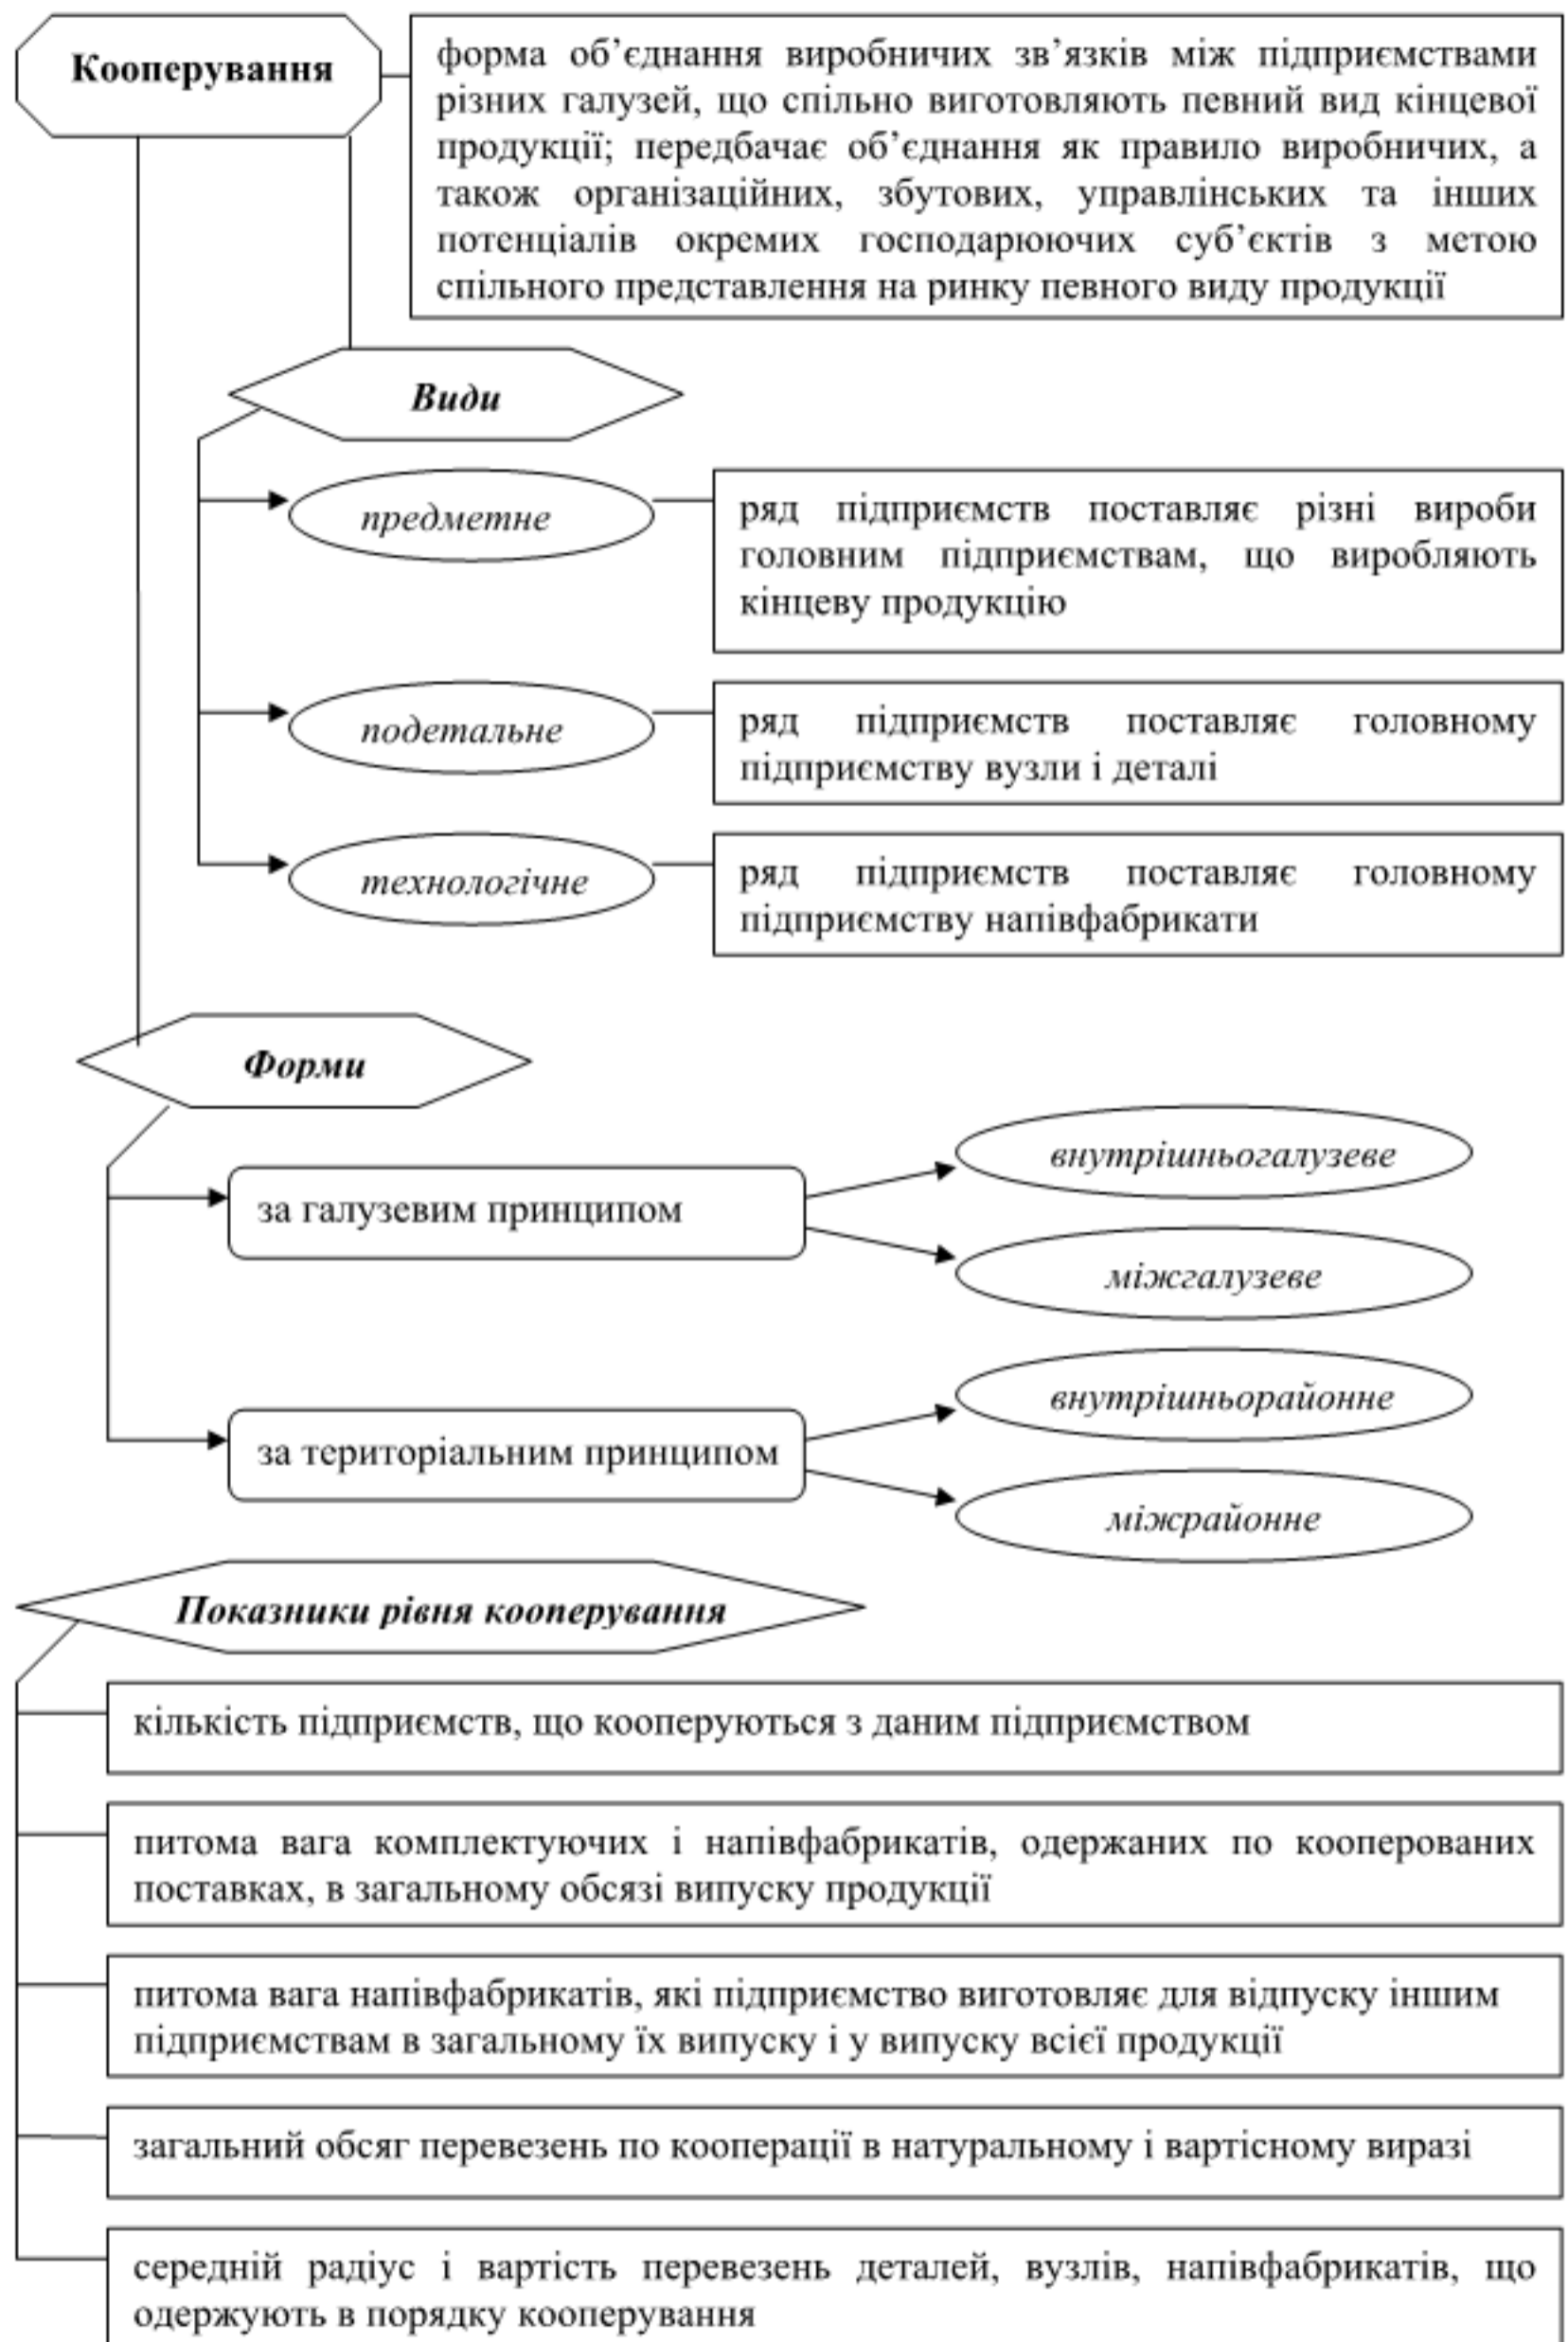 Кооперування
форма об’єднання виробничих зв’язків між підприємствами
різних галузей, що спільно виготовляють певний вид кінцевої
продукції; передбачає об’єднання як правило виробничих, а
також організаційних, збутових, управлінських та інших
потенціалів окремих господарюючих суб’єктів з метою
спільного представлення на ринку певного виду продукції
Види
предметне
ряд підприємств поставляє різні вироби
головним підприємствам, що виробляють
кінцеву продукцію
подетальне
ряд підприємств поставляє головному
підприємству вузли і деталі
технологічне
ряд підприємств поставляє головному
підприємству напівфабрикати
Форми
за галузевим принципом
внутрішньогалузеве
міжгалузеве
за територіальним принципом
внутрішньорайонне
міжрайонне
Показники рівня кооперування
кількість підприємств, що кооперуються з даним підприємством
питома вага комплектуючих і напівфабрикатів, одержаних по кооперованих
поставках, в загальному обсязі випуску продукції
питома вага напівфабрикатів, які підприємство виготовляє для відпуску іншим
підприємствам в загальному їх випуску і у випуску всієї продукції
загальний обсяг перевезень по кооперації в натуральному і вартісному виразі
середній радіус і вартість перевезень деталей, вузлів, напівфабрикатів, що
одержують в порядку кооперування